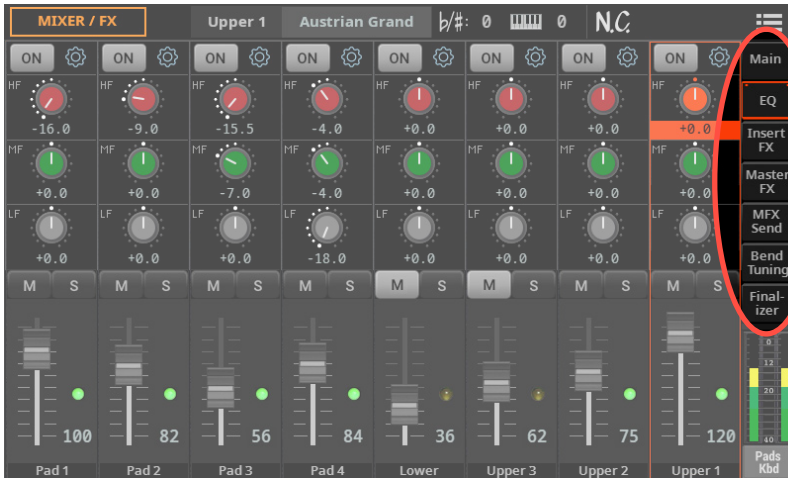 MIXER / FX Upper 1 Austrian Grand ♭/♯: 0 0 N.C.
ON ON ON ON ON ON ON ON Main
HF HF HF HF HF HF HF HF EQ
-16.0 -9.0 -15.5 -4.0 +0.0 +0.0 +0.0 +0.0
MF MF MF MF MF MF MF MF Insert FX
+0.0 +0.0 -7.0 -4.0 +0.0 +0.0 +0.0 +0.0 Master FX
LF LF LF LF LF LF LF LF MFX Send
+0.0 +0.0 +0.0 -18.0 +0.0 +0.0 +0.0 +0.0 Bend Tuning
M S M S M S M S M S M S M S M S Final-
izer
0
12
20
100 82 56 84 36 62 75 120 40
Pad 1 Pad 2 Pad 3 Pad 4 Lower Upper 3 Upper 2 Upper 1 Pads Kbd